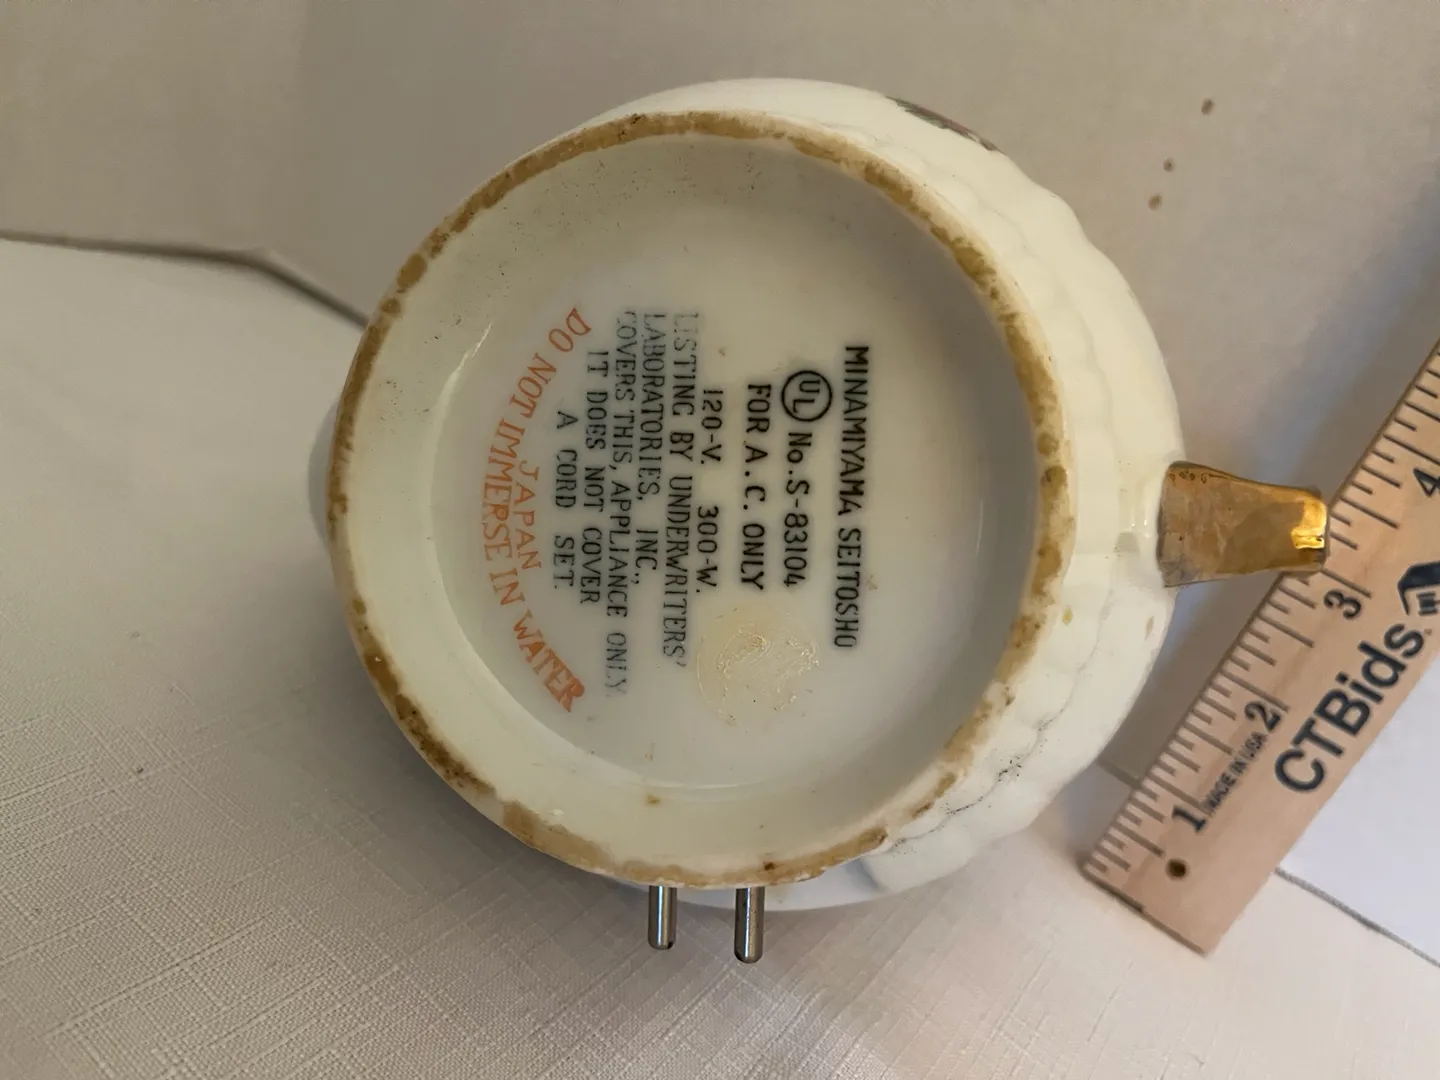 MINAMIYAMA SEITOSHO
UL No.S-83104
FOR A.C. ONLY
120-V. 300-W.
LISTING BY UNDERWRITERS'
LABORATORIES, INC.,
COVERS THIS, APPLIANCE ONLY.
IT DOES NOT COVER
A CORD SET.
JAPAN
DO NOT IMMERSE IN WATER
1 2 3 4
MADE IN USA
CTBids